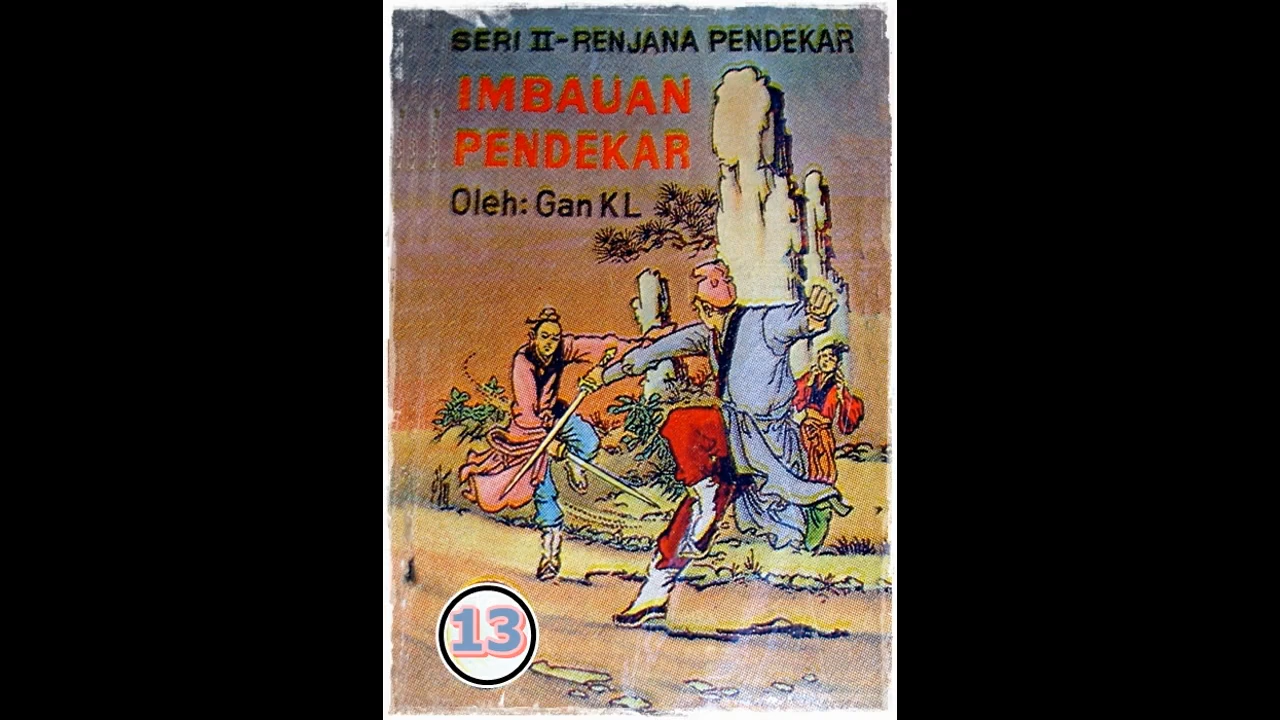 SERI II-RENJANA PENDEKAR
IMBAUAN
PENDEKAR
Oleh: Gan KL
13